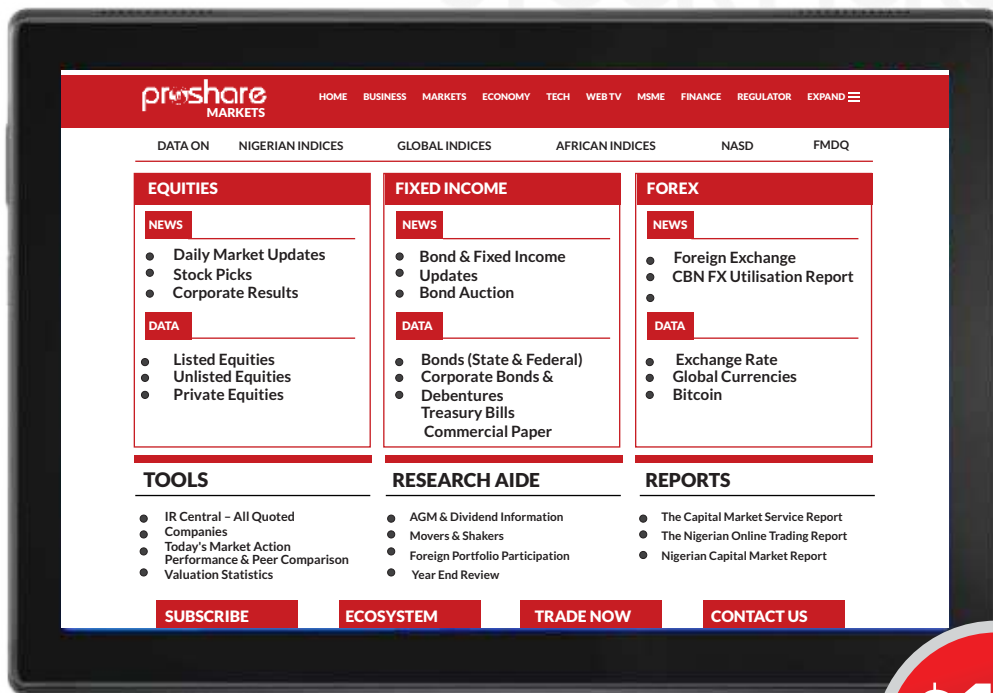 proshare
MARKETS
HOME BUSINESS MARKETS ECONOMY TECH WEB TV MSME FINANCE REGULATOR EXPAND
DATA ON NIGERIAN INDICES GLOBAL INDICES AFRICAN INDICES NASD FMDQ
EQUITIES
NEWS
Daily Market Updates
Stock Picks
Corporate Results
DATA
Listed Equities
Unlisted Equities
Private Equities
FIXED INCOME
NEWS
Bond & Fixed Income
Updates
Bond Auction
DATA
Bonds (State & Federal)
Corporate Bonds &
Debentures
Treasury Bills
Commercial Paper
FOREX
NEWS
Foreign Exchange
CBN FX Utilisation Report
DATA
Exchange Rate
Global Currencies
Bitcoin
TOOLS
IR Central – All Quoted
Companies
Today's Market Action
Performance & Peer Comparison
Valuation Statistics
RESEARCH AIDE
AGM & Dividend Information
Movers & Shakers
Foreign Portfolio Participation
Year End Review
REPORTS
The Capital Market Service Report
The Nigerian Online Trading Report
Nigerian Capital Market Report
SUBSCRIBE ECOSYSTEM TRADE NOW CONTACT US